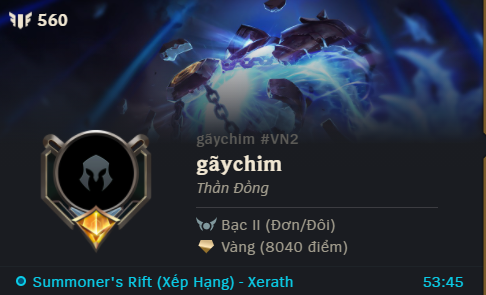 560
gãychim #VN2
gãychim
Thần Đồng
Bạc II (Đơn/Đôi)
Vàng (8040 điểm)
Summoner's Rift (Xếp Hạng) - Xerath 53:45